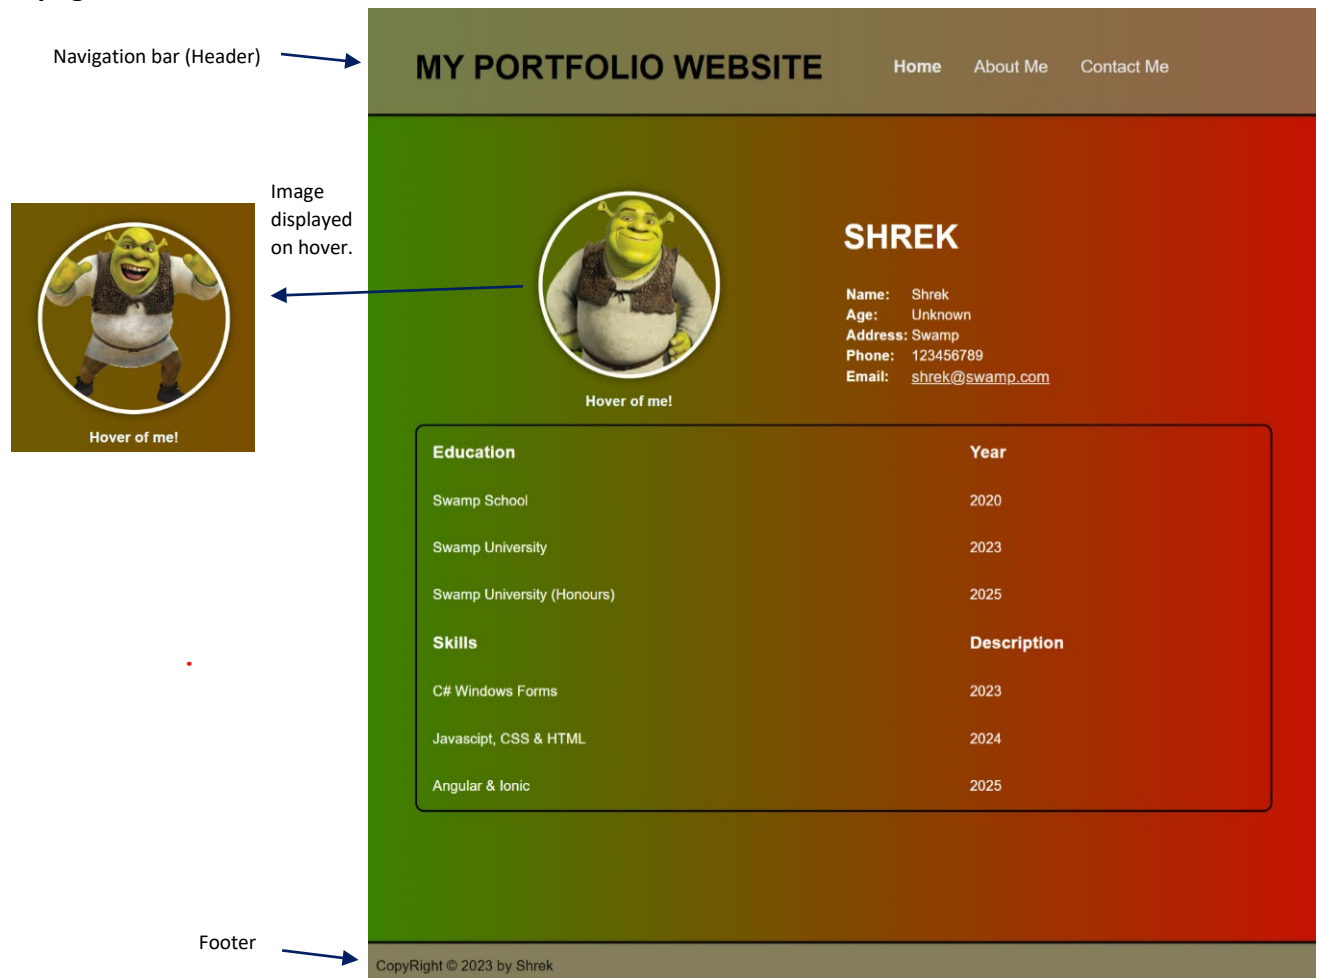 Navigation bar (Header)
MY PORTFOLIO WEBSITE
Home About Me Contact Me
Image
displayed
on hover.
Hover of me!
Hover of me!
SHREK
Name: Shrek
Age: Unknown
Address: Swamp
Phone: 123456789
Email: shrek@swamp.com
Education Year
Swamp School 2020
Swamp University 2023
Swamp University (Honours) 2025
Skills Description
C# Windows Forms 2023
Javascipt, CSS & HTML 2024
Angular & Ionic 2025
Footer
CopyRight © 2023 by Shrek